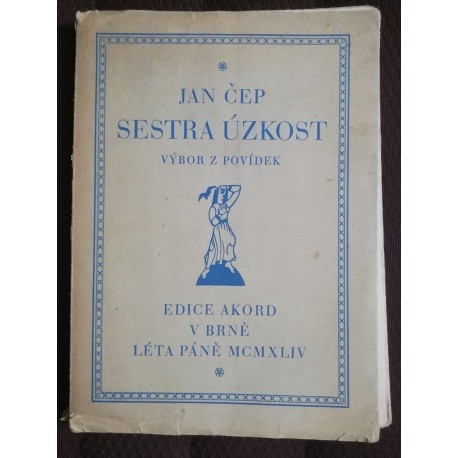 JAN ČEP
SESTRA ÚZKOST
VÝBOR Z POVÍDEK
EDICE AKORD
V BRNĚ
LÉTA PÁNĚ MCMXLIV